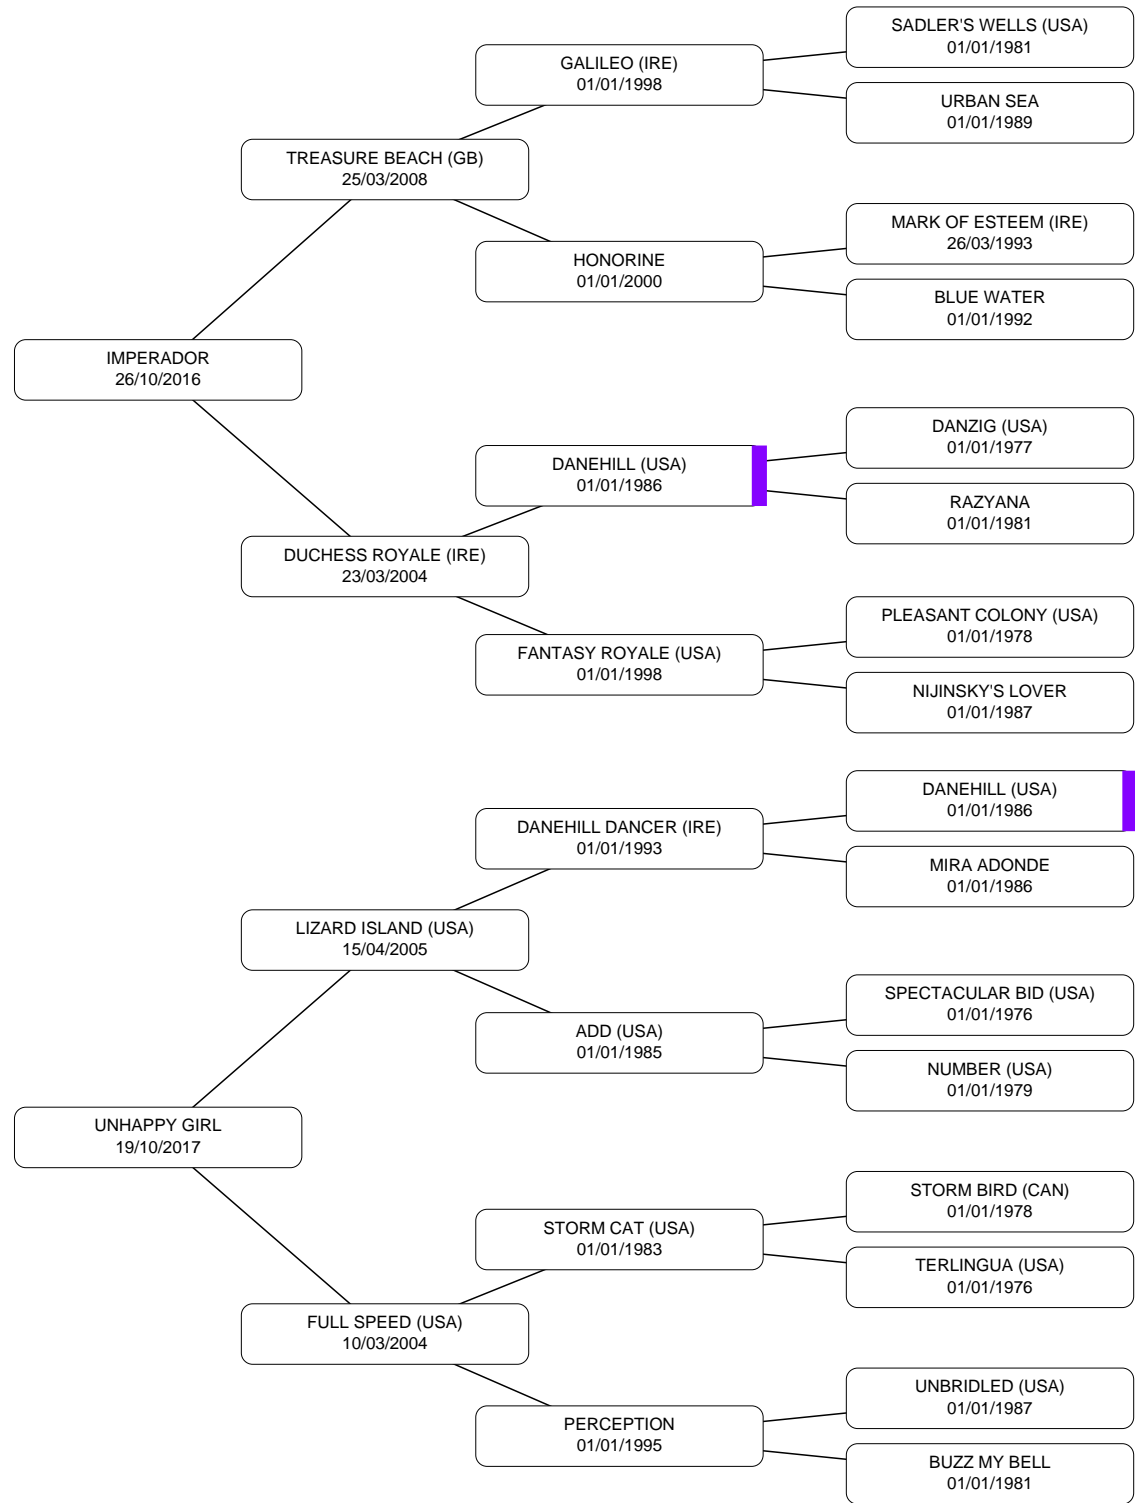 SADLER'S WELLS (USA)
01/01/1981
GALILEO (IRE)
01/01/1998
URBAN SEA
01/01/1989
TREASURE BEACH (GB)
25/03/2008
MARK OF ESTEEM (IRE)
26/03/1993
HONORINE
01/01/2000
BLUE WATER
01/01/1992
IMPERADOR
26/10/2016
DANZIG (USA)
01/01/1977
DANEHILL (USA)
01/01/1986
RAZYANA
01/01/1981
DUCHESS ROYALE (IRE)
23/03/2004
PLEASANT COLONY (USA)
01/01/1978
FANTASY ROYALE (USA)
01/01/1998
NIJINSKY'S LOVER
01/01/1987
DANEHILL (USA)
01/01/1986
DANEHILL DANCER (IRE)
01/01/1993
MIRA ADONDE
01/01/1986
LIZARD ISLAND (USA)
15/04/2005
SPECTACULAR BID (USA)
01/01/1976
ADD (USA)
01/01/1985
NUMBER (USA)
01/01/1979
UNHAPPY GIRL
19/10/2017
STORM BIRD (CAN)
01/01/1978
STORM CAT (USA)
01/01/1983
TERLINGUA (USA)
01/01/1976
FULL SPEED (USA)
10/03/2004
UNBRIDLED (USA)
01/01/1987
PERCEPTION
01/01/1995
BUZZ MY BELL
01/01/1981